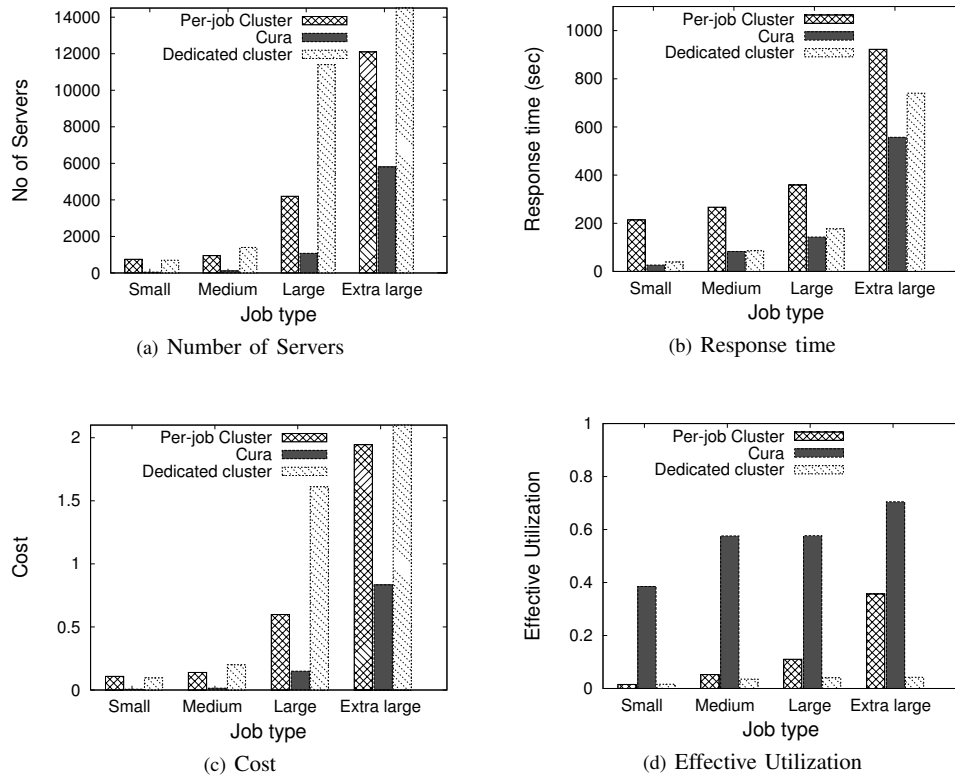 Per-job Cluster
Cura
Dedicated cluster
14000
12000
10000
8000
6000
4000
2000
0
No of Servers
Small Medium Large Extra large
Job type
(a) Number of Servers
Per-job Cluster
Cura
Dedicated cluster
1000
800
600
400
200
0
Response time (sec)
Small Medium Large Extra large
Job type
(b) Response time
Per-job Cluster
Cura
Dedicated cluster
2
1.5
1
0.5
0
Cost
Small Medium Large Extra large
Job type
(c) Cost
Per-job Cluster
Cura
Dedicated cluster
1
0.8
0.6
0.4
0.2
0
Effective Utilization
Small Medium Large Extra large
Job type
(d) Effective Utilization